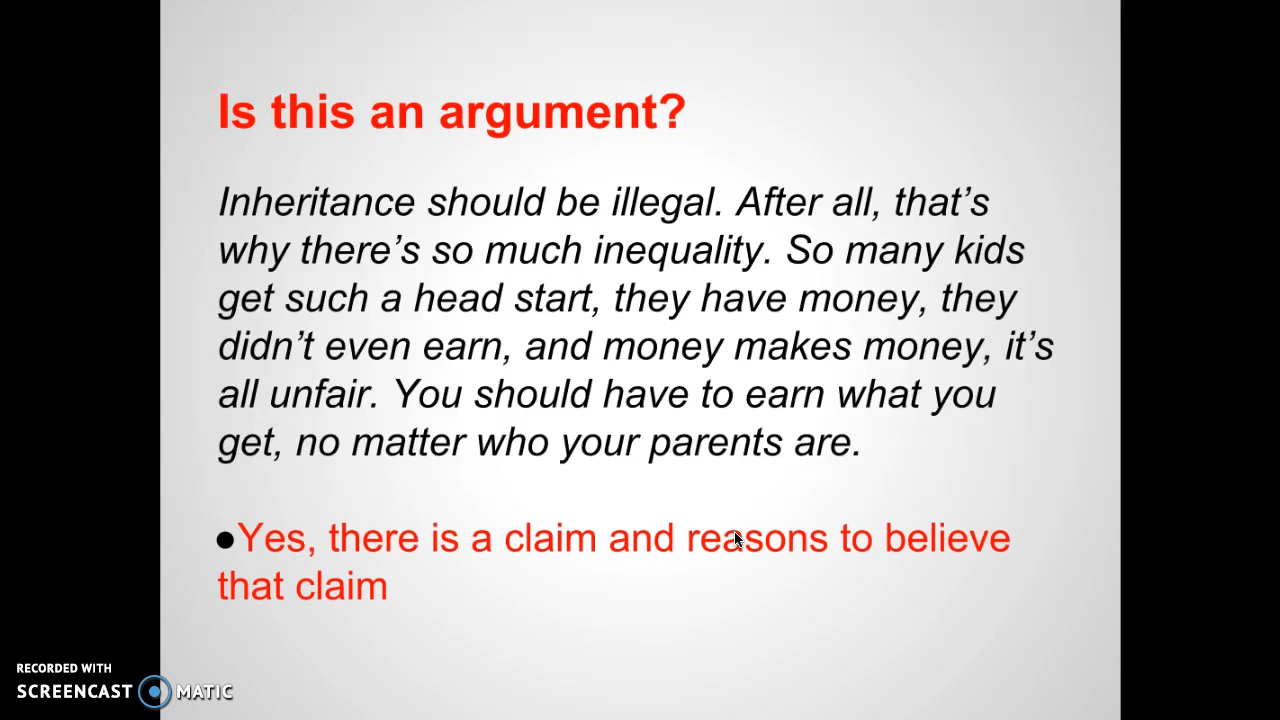 Is this an argument?
Inheritance should be illegal. After all, that’s
why there’s so much inequality. So many kids
get such a head start, they have money, they
didn’t even earn, and money makes money, it’s
all unfair. You should have to earn what you
get, no matter who your parents are.
●Yes, there is a claim and reasons to believe
that claim
RECORDED WITH
SCREENCAST MATIC